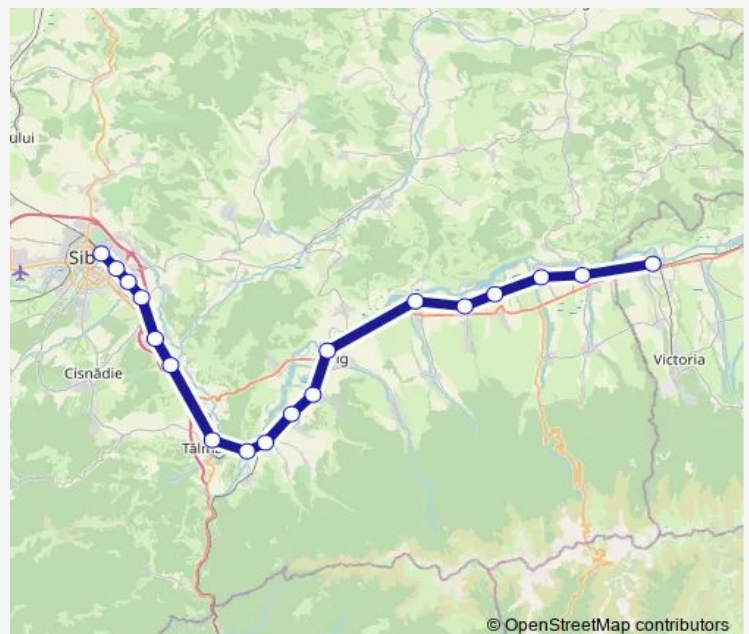 ului
Sib
Cisnădie
Tălm
ig
Victoria
© OpenStreetMap contributors